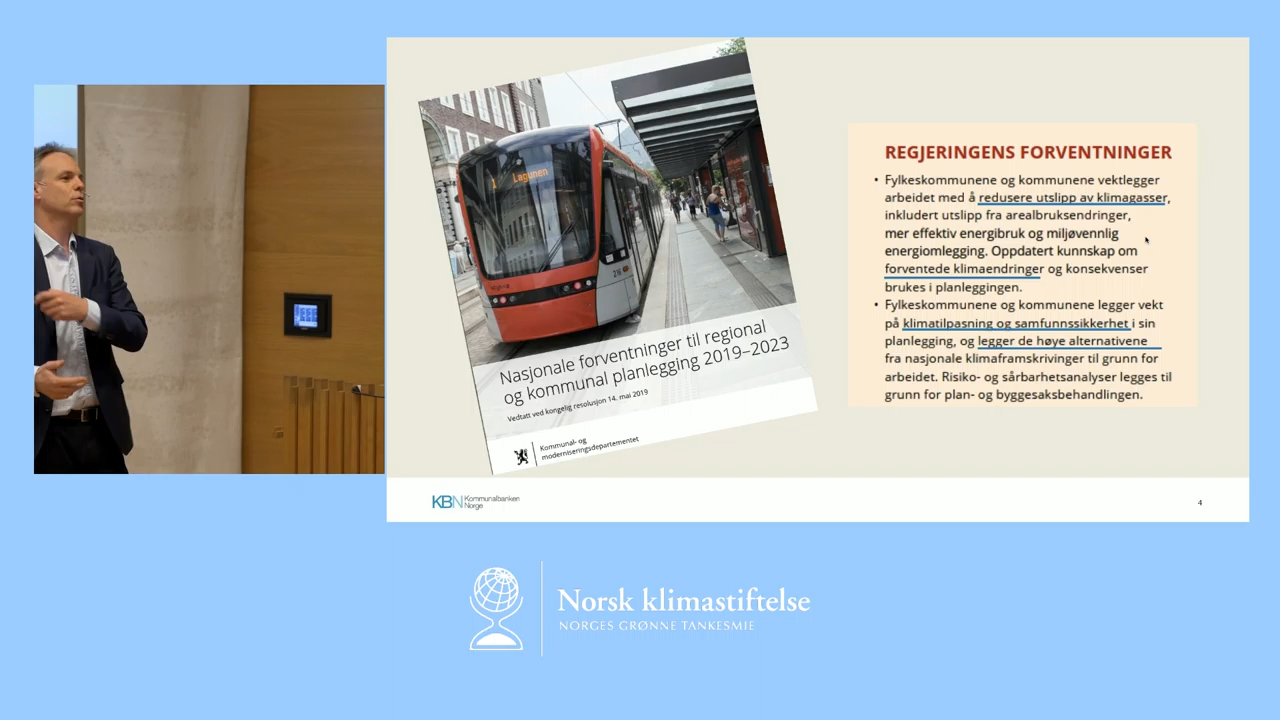 1 Lagunen
216
Nasjonale forventninger til regional
og kommunal planlegging 2019–2023
Vedtatt ved kongelig resolusjon 14. mai 2019
Kommunal- og
moderniseringsdepartementet
REGJERINGENS FORVENTNINGER
• Fylkeskommunene og kommunene vektlegger
arbeidet med å redusere utslipp av klimagasser,
inkludert utslipp fra arealbruksendringer,
mer effektiv energibruk og miljøvennlig
energiomlegging. Oppdatert kunnskap om
forventede klimaendringer og konsekvenser
brukes i planleggingen.
• Fylkeskommunene og kommunene legger vekt
på klimatilpasning og samfunnssikkerhet i sin
planlegging, og legger de høye alternativene
fra nasjonale klimaframskrivinger til grunn for
arbeidet. Risiko- og sårbarhetsanalyser legges til
grunn for plan- og byggesaksbehandlingen.
KBN Kommunalbanken
Norge
4
Norsk klimastiftelse
NORGES GRØNNE TANKESMIE